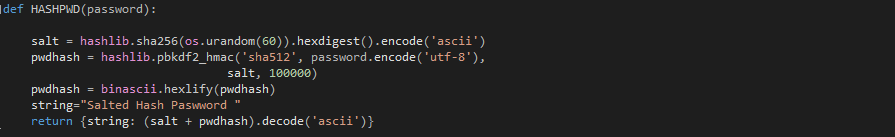 def HASHPWD(password):
salt = hashlib.sha256(os.urandom(60)).hexdigest().encode('ascii')
pwdhash = hashlib.pbkdf2_hmac('sha512', password.encode('utf-8'),
salt, 100000)
pwdhash = binascii.hexlify(pwdhash)
string="Salted Hash Paswword "
return {string: (salt + pwdhash).decode('ascii')}